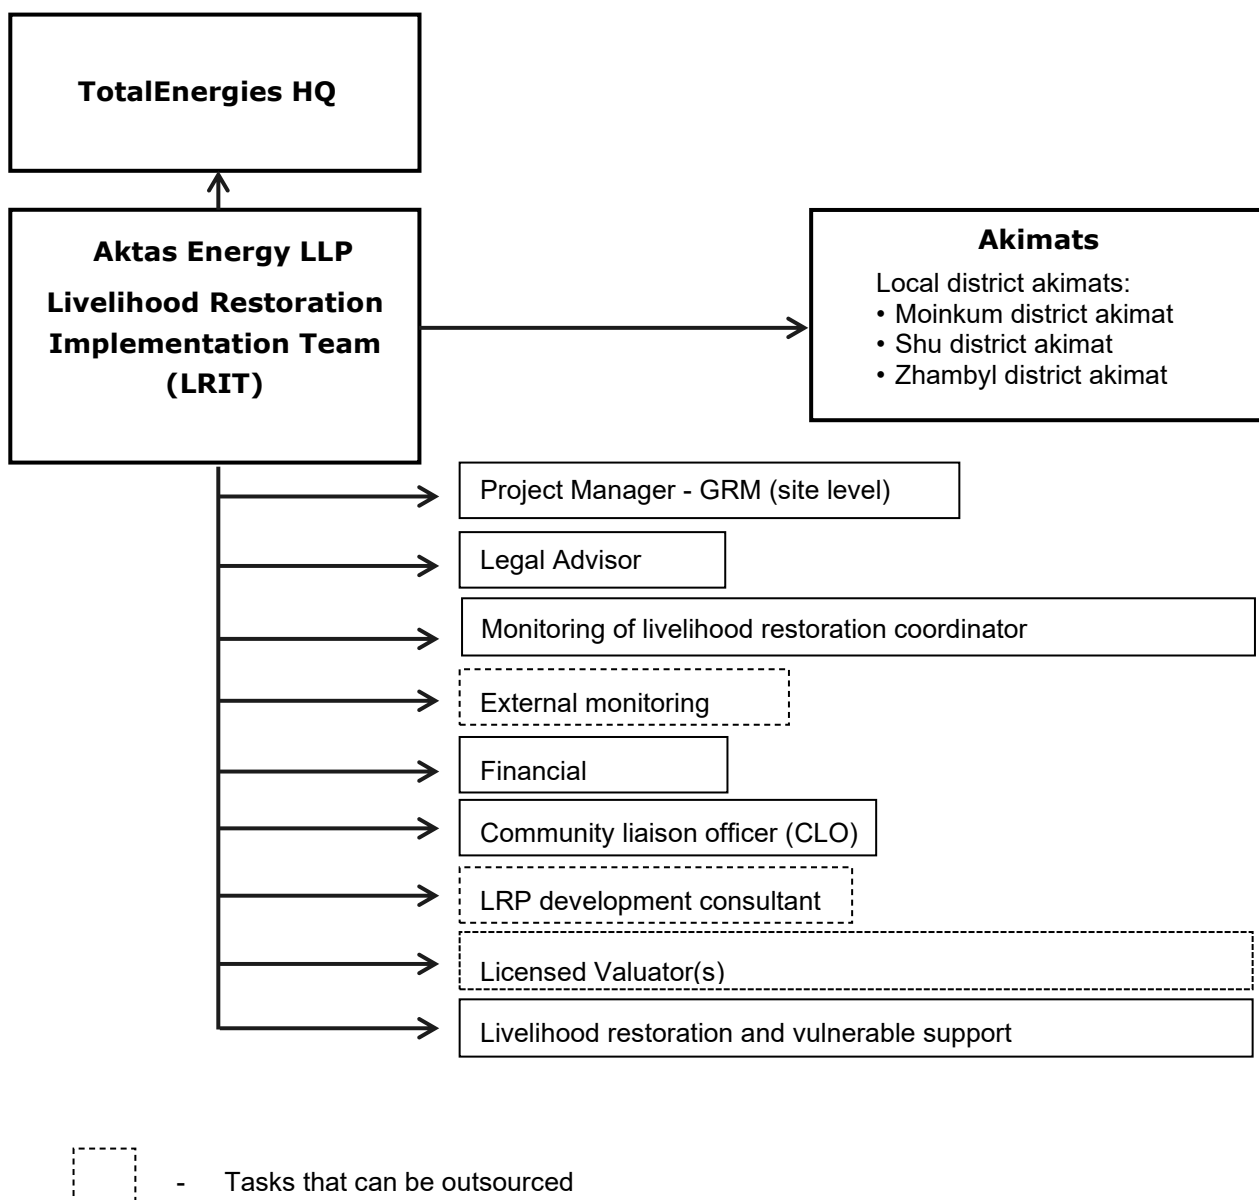 TotalEnergies HQ
Aktas Energy LLP
Livelihood Restoration
Implementation Team
(LRIT)
Akimats
Local district akimats:
• Moinkum district akimat
• Shu district akimat
• Zhambyl district akimat
Project Manager - GRM (site level)
Legal Advisor
Monitoring of livelihood restoration coordinator
External monitoring
Financial
Community liaison officer (CLO)
LRP development consultant
Licensed Valuator(s)
Livelihood restoration and vulnerable support
- Tasks that can be outsourced